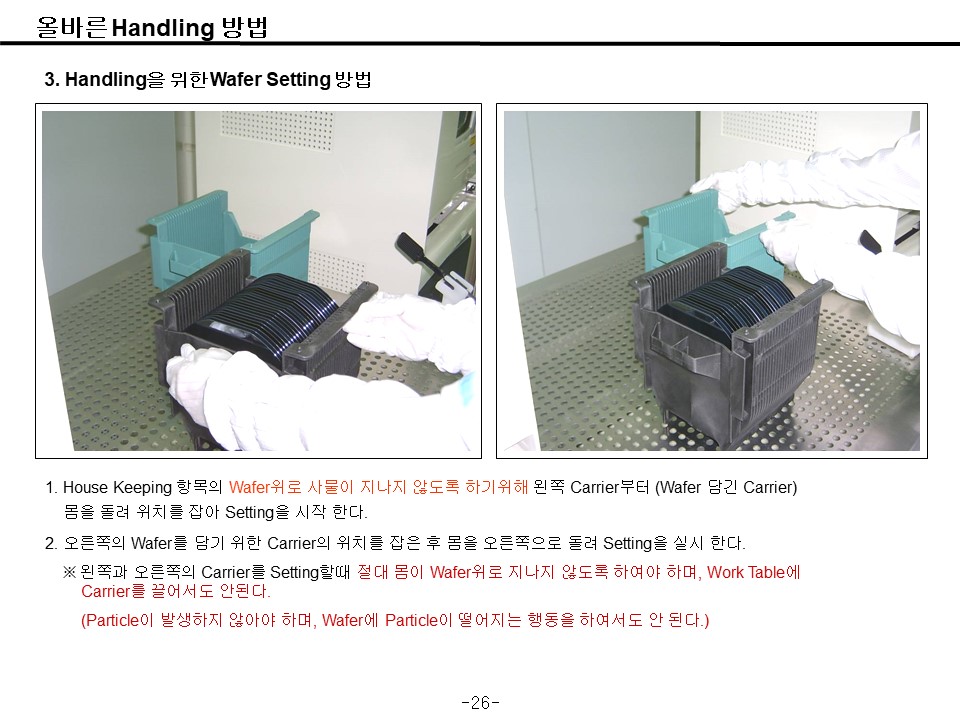 올바른 Handling 방법
3. Handling을 위한 Wafer Setting 방법
1. House Keeping 항목의 Wafer위로 사물이 지나지 않도록 하기위해 왼쪽 Carrier부터 (Wafer 담긴 Carrier)
몸을 돌려 위치를 잡아 Setting을 시작 한다.
2. 오른쪽의 Wafer를 담기 위한 Carrier의 위치를 잡은 후 몸을 오른쪽으로 돌려 Setting을 실시 한다.
※ 왼쪽과 오른쪽의 Carrier를 Setting할때 절대 몸이 Wafer위로 지나지 않도록 하여야 하며, Work Table에
Carrier를 끌어서도 안된다.
(Particle이 발생하지 않아야 하며, Wafer에 Particle이 떨어지는 행동을 하여서도 안 된다.)
-26-